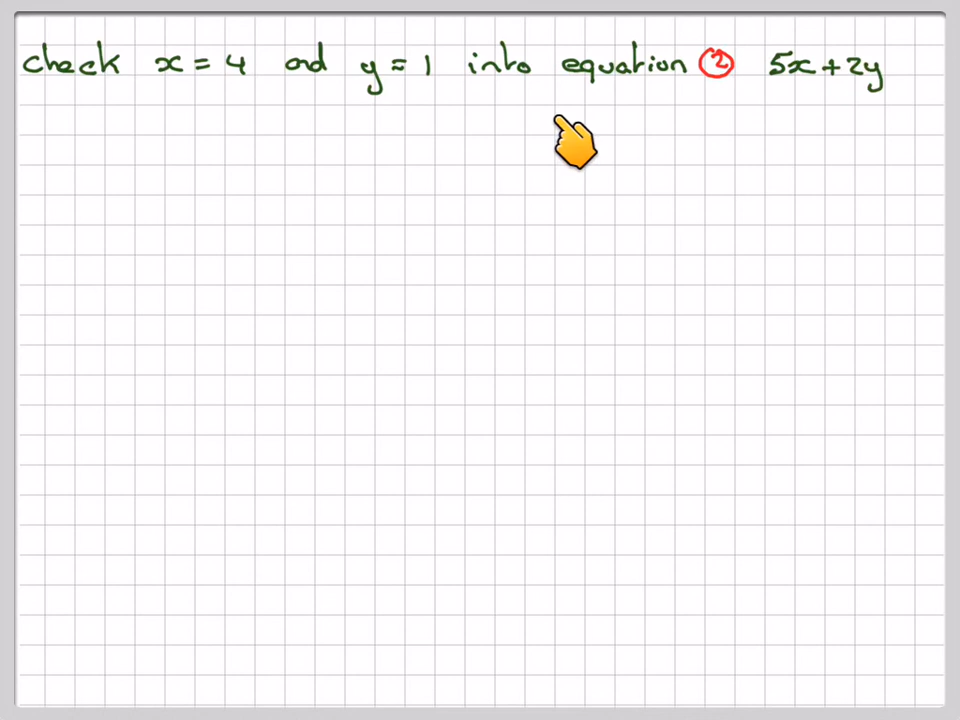 check x = 4 and y = 1 into equation ② 5x + 2y